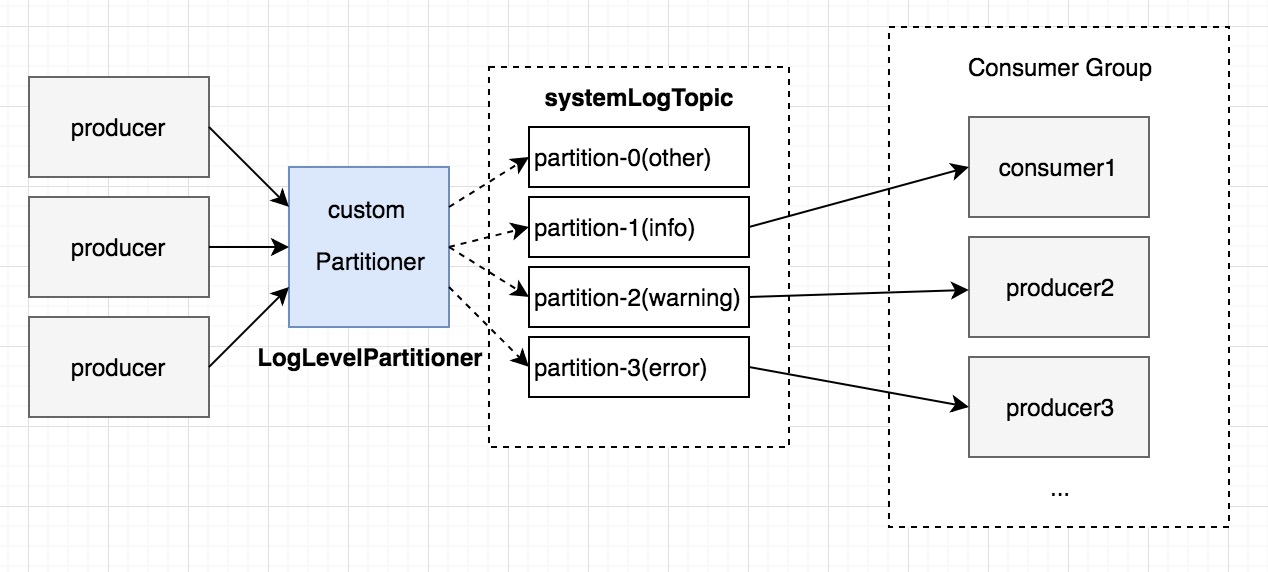 producer
producer
producer
custom
Partitioner
LogLevelPartitioner
systemLogTopic
partition-0(other)
partition-1(info)
partition-2(warning)
partition-3(error)
Consumer Group
consumer1
producer2
producer3
...